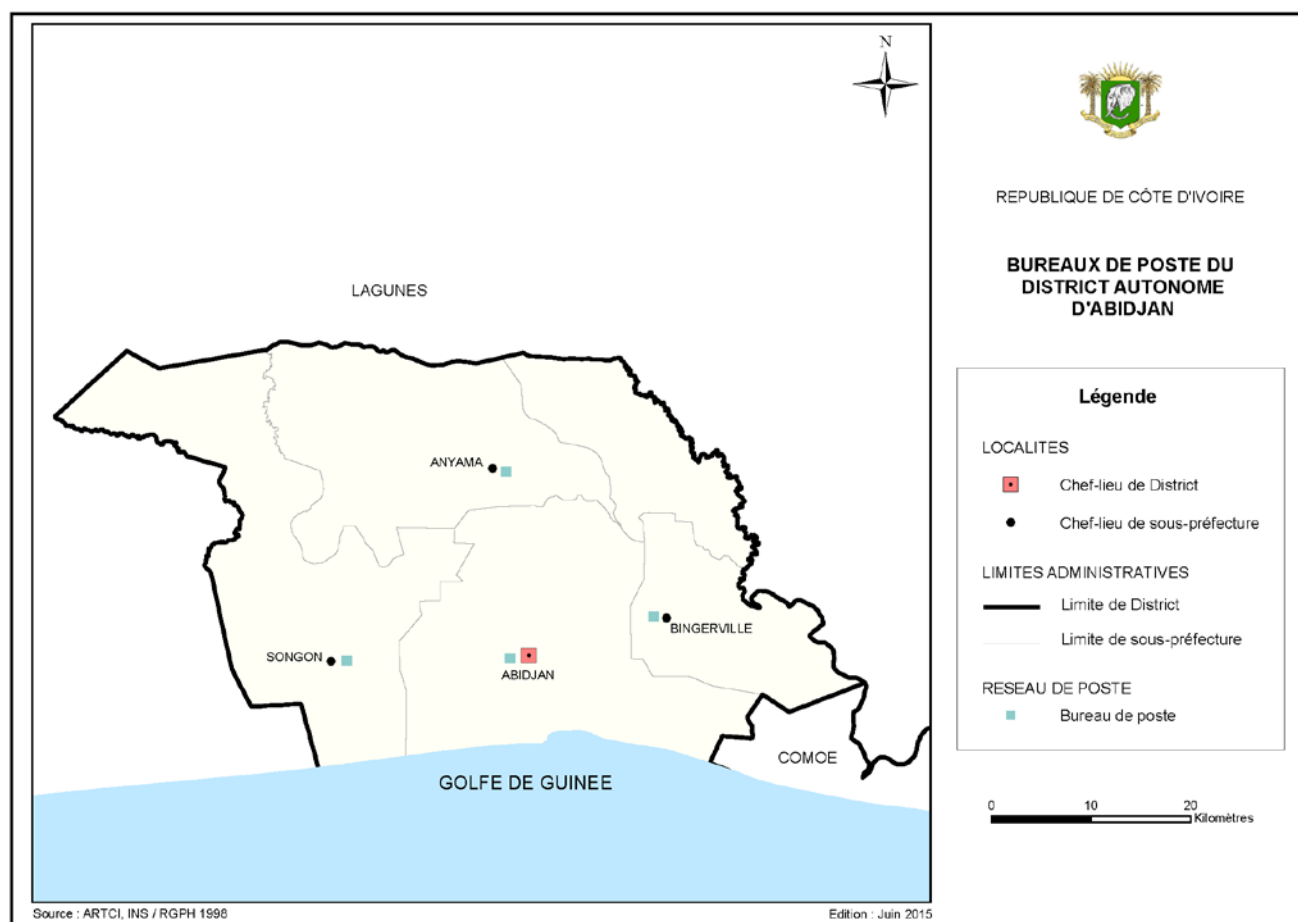 N
LAGUNES
ANYAMA
BINGERVILLE
SONGON
ABIDJAN
COMOE
GOLFE DE GUINEE
Source : ARTCI, INS / RGPH 1998
Edition : Juin 2015
REPUBLIQUE DE CÔTE D'IVOIRE
BUREAUX DE POSTE DU
DISTRICT AUTONOME
D'ABIDJAN
Légende
LOCALITES
Chef-lieu de District
Chef-lieu de sous-préfecture
LIMITES ADMINISTRATIVES
Limite de District
Limite de sous-préfecture
RESEAU DE POSTE
Bureau de poste
0 10 20
Kilomètres